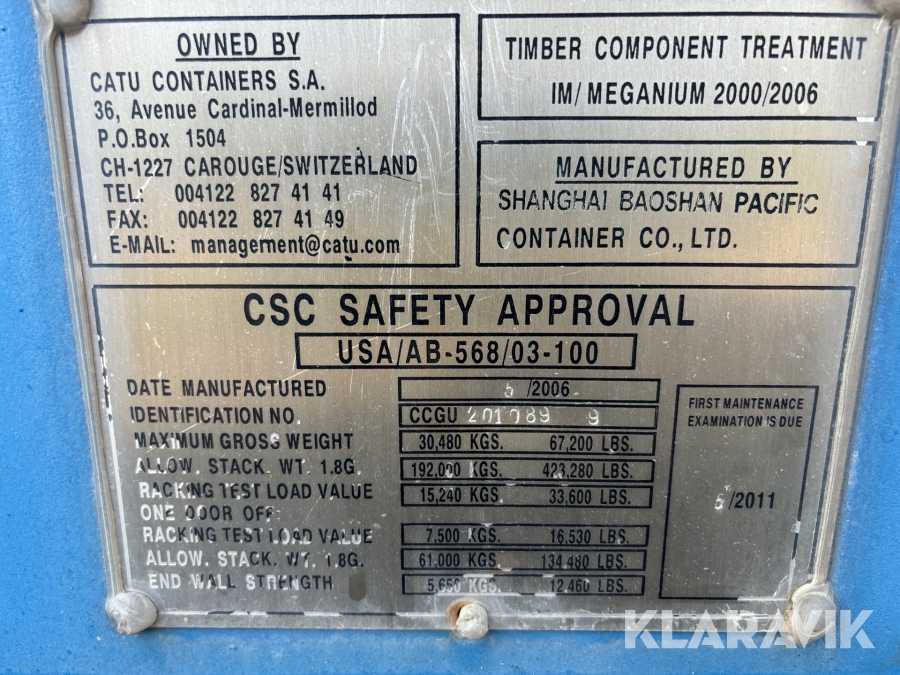 OWNED BY
CATU CONTAINERS S.A.
36, Avenue Cardinal-Mermillod
P.O.Box 1504
CH-1227 CAROUGE/SWITZERLAND
TEL: 004122 827 41 41
FAX: 004122 827 41 49
E-MAIL: management@catu.com
TIMBER COMPONENT TREATMENT
IM/ MEGANIUM 2000/2006
MANUFACTURED BY
SHANGHAI BAOSHAN PACIFIC
CONTAINER CO., LTD.
CSC SAFETY APPROVAL
USA/AB-568/03-100
DATE MANUFACTURED 5 /2006
IDENTIFICATION NO. CCGU 201989 9
MAXIMUM GROSS WEIGHT 30,480 KGS. 67,200 LBS.
ALLOW. STACK. WT. 1.8G. 192,000 KGS. 423,280 LBS.
RACKING TEST LOAD VALUE 15,240 KGS. 33,600 LBS.
ONE DOOR OFF
RACKING TEST LOAD VALUE 7,500 KGS. 16,530 LBS.
ALLOW. STACK. WT. 1.8G. 61,000 KGS. 134,480 LBS.
END WALL STRENGTH 5,650 KGS. 12,460 LBS.
FIRST MAINTENANCE
EXAMINATION IS DUE
5 /2011
KLARAVIK